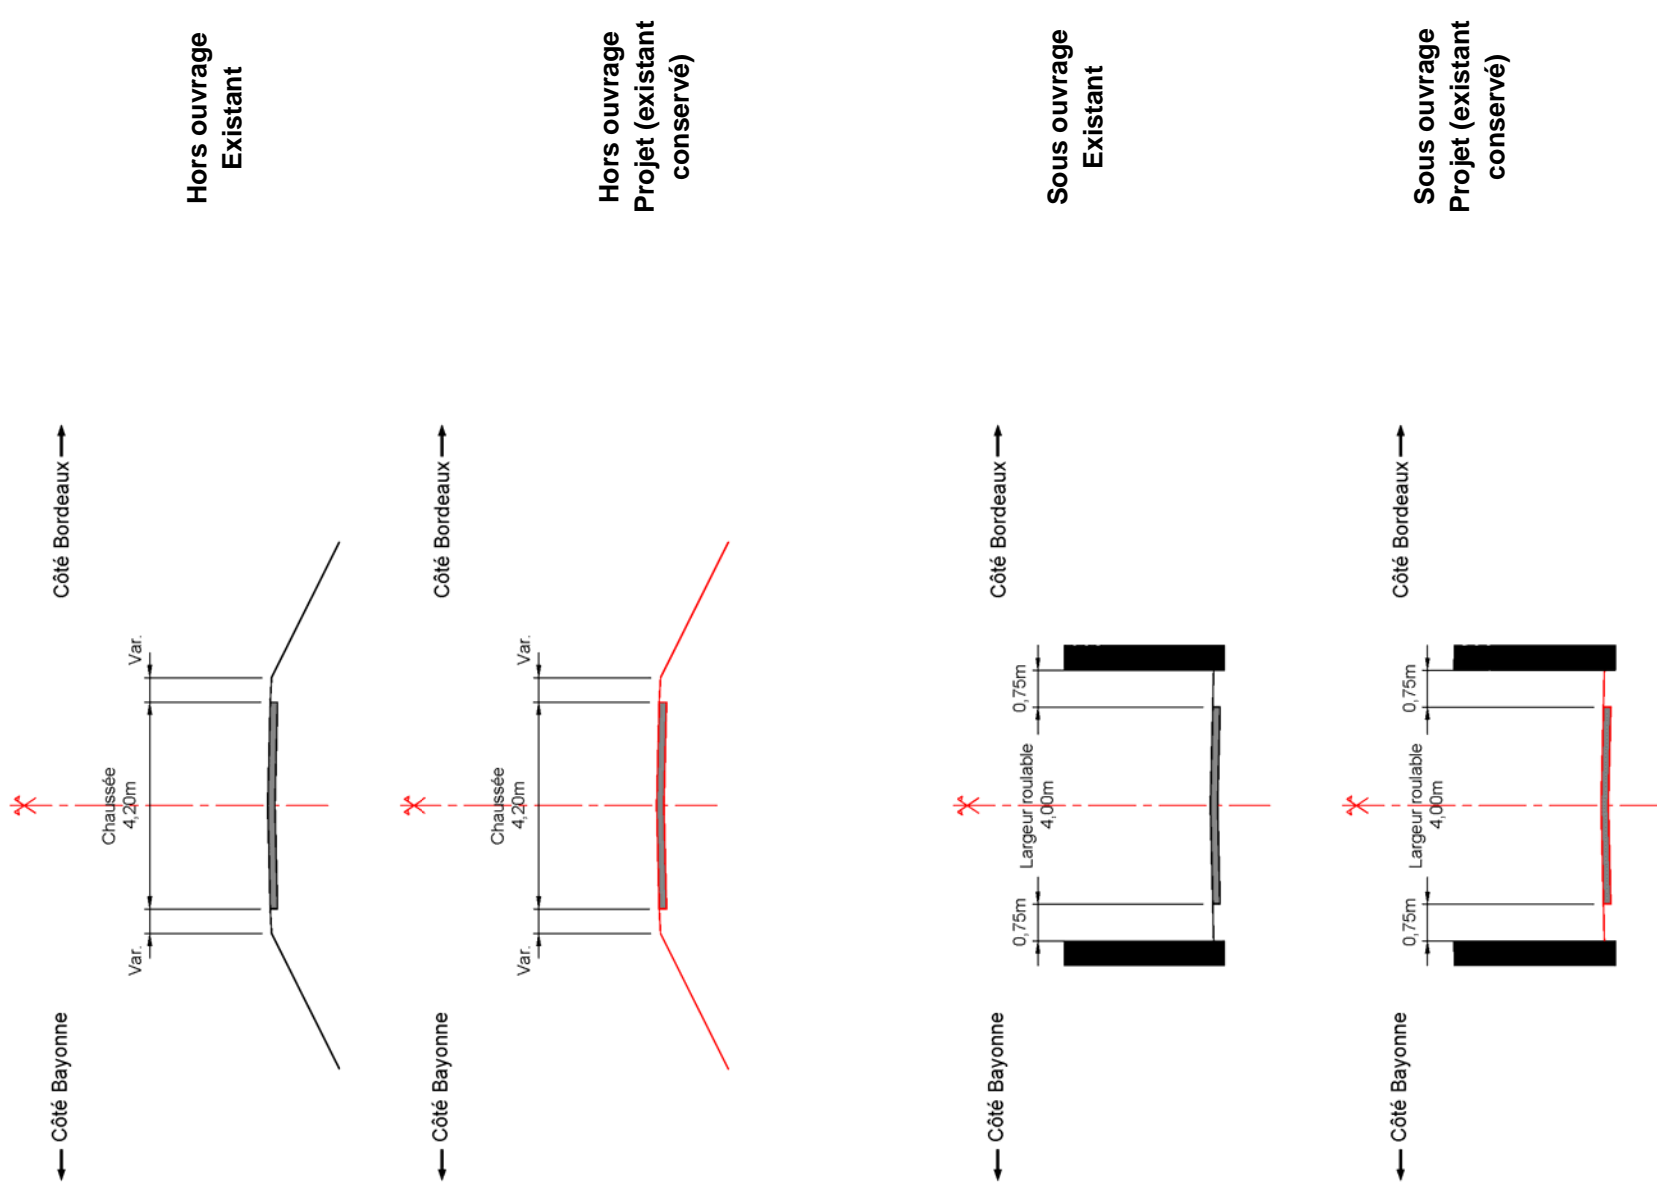 Hors ouvrage
Existant
← Côté Bayonne
Côté Bordeaux →
Var.
Chaussée
4,20m
Var.
Hors ouvrage
Projet (existant
conservé)
← Côté Bayonne
Côté Bordeaux →
Var.
Chaussée
4,20m
Var.
Sous ouvrage
Existant
← Côté Bayonne
Côté Bordeaux →
0,75m
Largeur roulable
4,00m
0,75m
Sous ouvrage
Projet (existant
conservé)
← Côté Bayonne
Côté Bordeaux →
0,75m
Largeur roulable
4,00m
0,75m